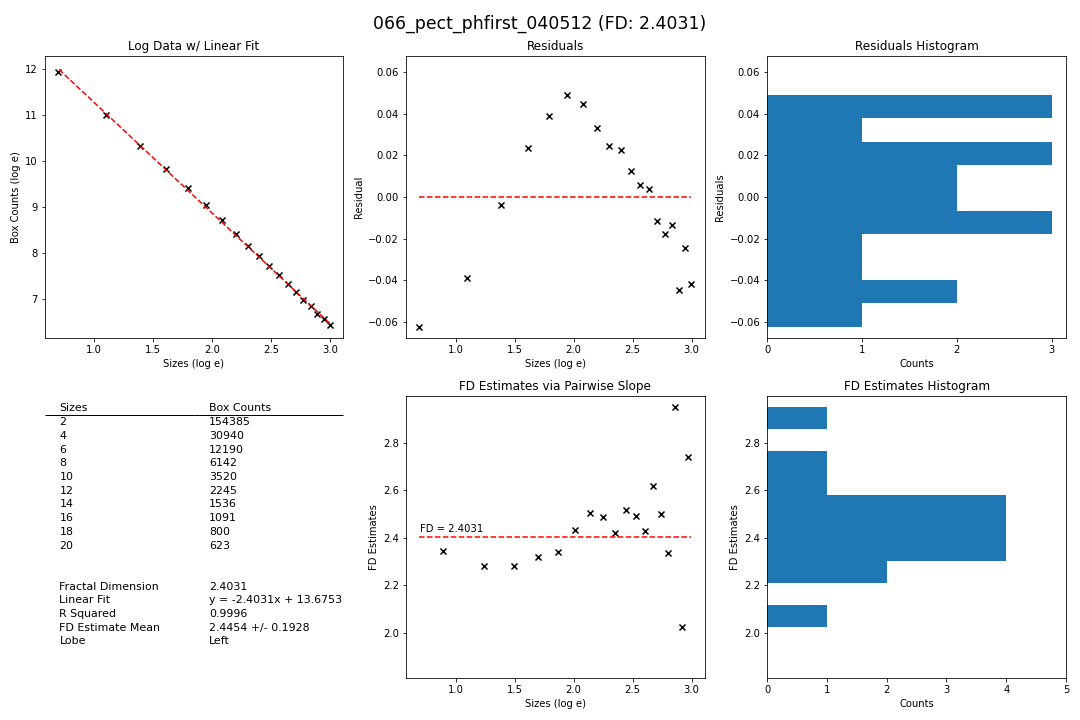 066_pect_phfirst_040512 (FD: 2.4031)
Log Data w/ Linear Fit
12
11
10
9
8
7
Box Counts (log e)
1.0 1.5 2.0 2.5 3.0
Sizes (log e)
Residuals
0.06
0.04
0.02
0.00
−0.02
−0.04
−0.06
Residual
1.0 1.5 2.0 2.5 3.0
Sizes (log e)
Residuals Histogram
0.06
0.04
0.02
0.00
−0.02
−0.04
−0.06
Residuals
0 1 2 3
Counts
Sizes Box Counts
2 154385
4 30940
6 12190
8 6142
10 3520
12 2245
14 1536
16 1091
18 800
20 623
Fractal Dimension 2.4031
Linear Fit y = -2.4031x + 13.6753
R Squared 0.9996
FD Estimate Mean 2.4454 +/- 0.1928
Lobe Left
FD Estimates via Pairwise Slope
2.8
2.6
2.4
2.2
2.0
FD Estimates
FD = 2.4031
1.0 1.5 2.0 2.5 3.0
Sizes (log e)
FD Estimates Histogram
2.8
2.6
2.4
2.2
2.0
FD Estimates
0 1 2 3 4 5
Counts